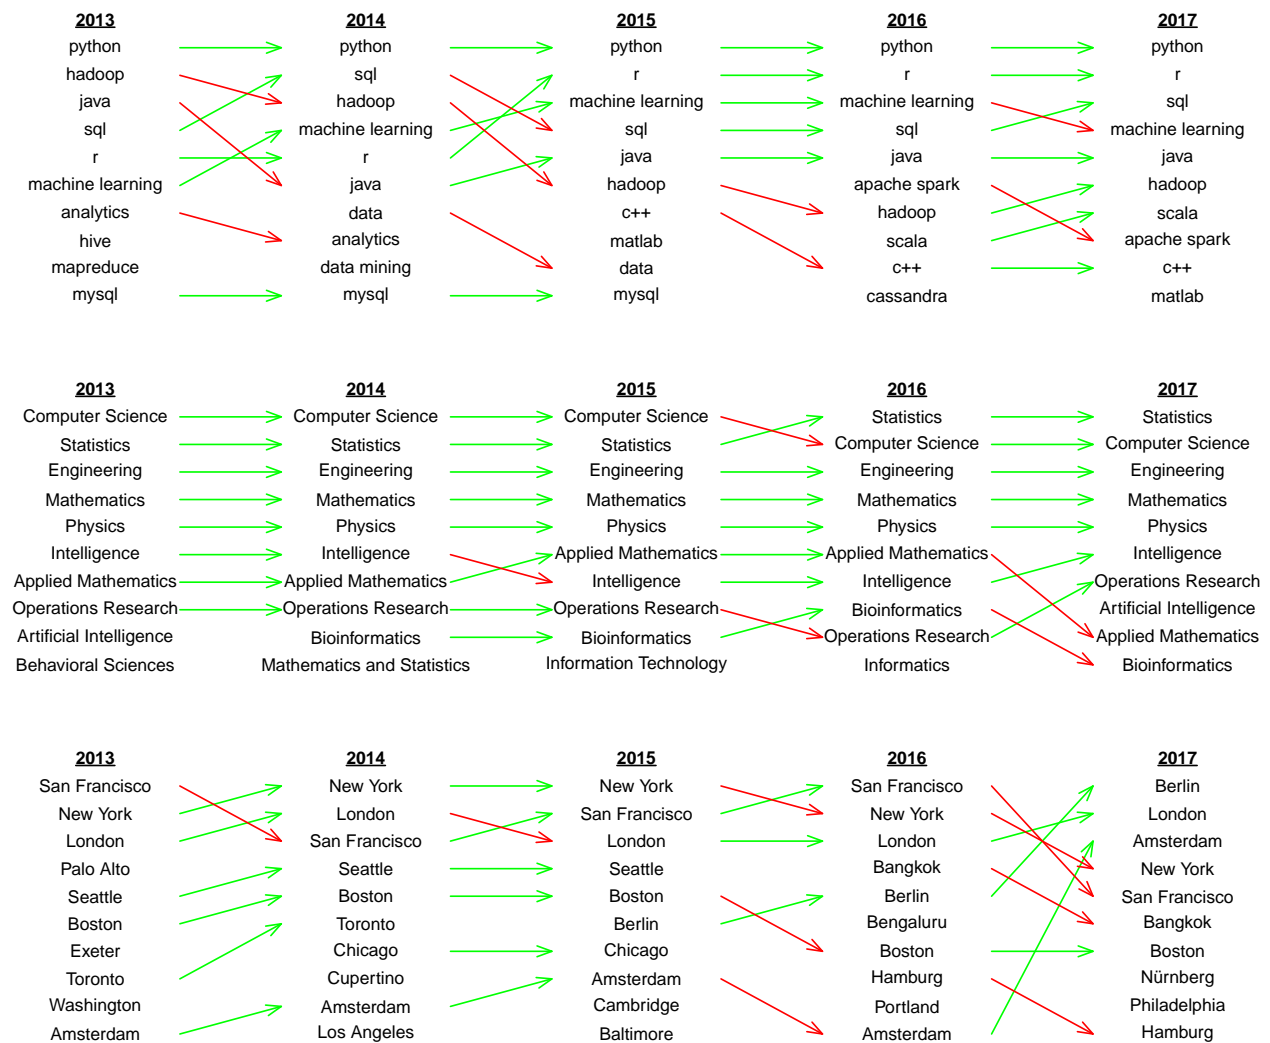 2013 2014 2015 2016 2017
python python python python python
hadoop sql r r r
java hadoop machine learning machine learning sql
sql machine learning sql sql machine learning
r r java java java
machine learning java hadoop apache spark hadoop
analytics data c++ hadoop scala
hive analytics matlab scala apache spark
mapreduce data mining data c++ c++
mysql mysql mysql cassandra matlab
2013 2014 2015 2016 2017
Computer Science Computer Science Computer Science Statistics Statistics
Statistics Statistics Statistics Computer Science Computer Science
Engineering Engineering Engineering Engineering Engineering
Mathematics Mathematics Mathematics Mathematics Mathematics
Physics Physics Physics Physics Physics
Intelligence Intelligence Applied Mathematics Applied Mathematics Intelligence
Applied Mathematics Applied Mathematics Intelligence Intelligence Operations Research
Operations Research Operations Research Operations Research Bioinformatics Artificial Intelligence
Artificial Intelligence Bioinformatics Bioinformatics Operations Research Applied Mathematics
Behavioral Sciences Mathematics and Statistics Information Technology Informatics Bioinformatics
2013 2014 2015 2016 2017
San Francisco New York New York San Francisco Berlin
New York London San Francisco New York London
London San Francisco London London Amsterdam
Palo Alto Seattle Seattle Bangkok New York
Seattle Boston Boston Berlin San Francisco
Boston Toronto Berlin Bengaluru Bangkok
Exeter Chicago Chicago Boston Boston
Toronto Cupertino Amsterdam Hamburg Nürnberg
Washington Amsterdam Cambridge Portland Philadelphia
Amsterdam Los Angeles Baltimore Amsterdam Hamburg